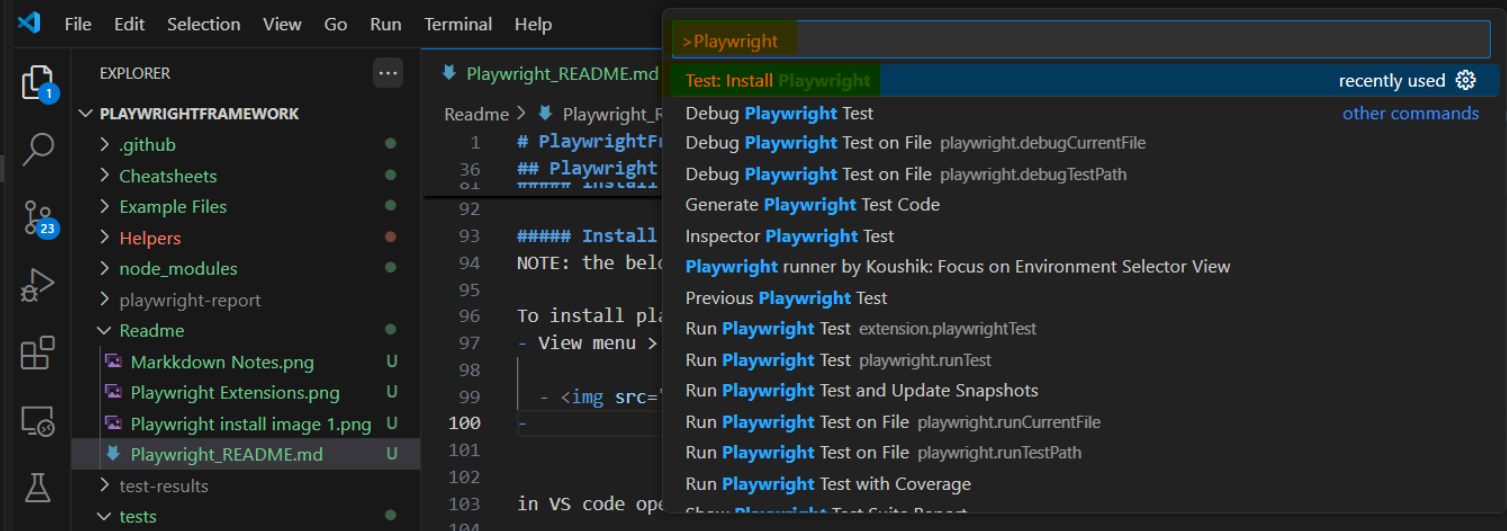 File Edit Selection View Go Run Terminal Help
>Playwright
EXPLORER
Playwright_README.md
Test: Install Playwright recently used
PLAYWRIGHTFRAMEWORK
Readme > Playwright_R
Debug Playwright Test other commands
.github
1 # PlaywrightFr
Debug Playwright Test on File playwright.debugCurrentFile
Cheatsheets
36 ## Playwright
Debug Playwright Test on File playwright.debugTestPath
81 ##### Install
Example Files
92
Generate Playwright Test Code
23
Helpers
93 ##### Install
Inspector Playwright Test
node_modules
94 NOTE: the belo
Playwright runner by Koushik: Focus on Environment Selector View
playwright-report
95
Previous Playwright Test
Readme
96 To install pla
Run Playwright Test extension.playwrightTest
Markkdown Notes.png U
97 - View menu >
Run Playwright Test playwright.runTest
98
Playwright Extensions.png U
99 - <img src="
Run Playwright Test and Update Snapshots
Playwright install image 1.png U
100 -
Run Playwright Test on File playwright.runCurrentFile
Playwright_README.md U
101
Run Playwright Test on File playwright.runTestPath
test-results
102
Run Playwright Test with Coverage
tests
103 in VS code ope
Show Playwright Test Suite Report
104
1